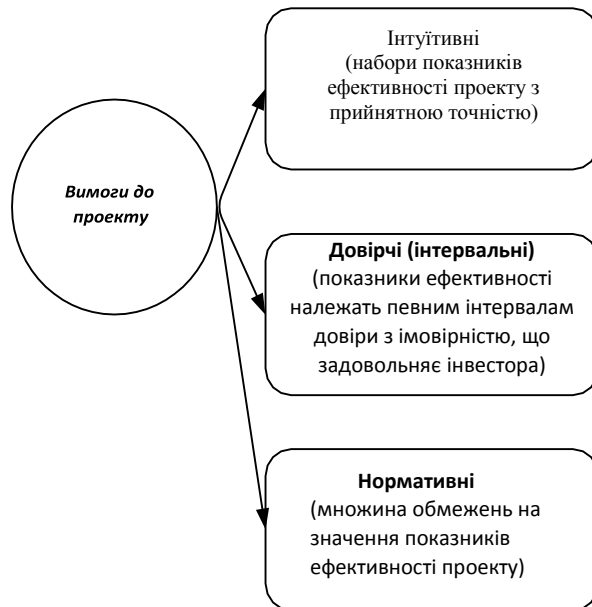 Вимоги до
проекту
Інтуїтивні
(набори показників
ефективності проекту з
прийнятною точністю)
Довірчі (інтервальні)
(показники ефективності
належать певним інтервалам
довіри з імовірністю, що
задовольняє інвестора)
Нормативні
(множина обмежень на
значення показників
ефективності проекту)